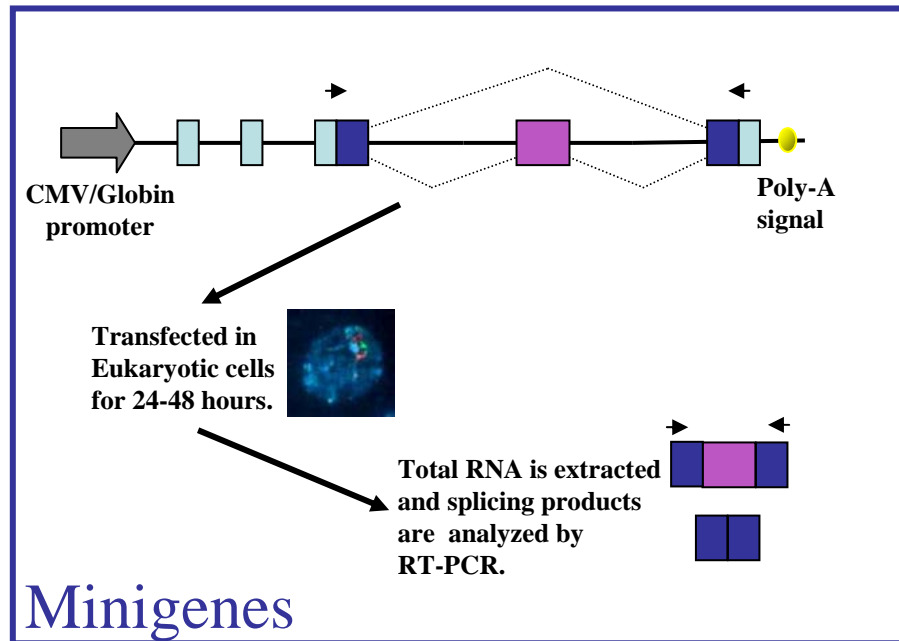 CMV/Globin
promoter
Poly-A
signal
Transfected in
Eukaryotic cells
for 24-48 hours.
Total RNA is extracted
and splicing products
are analyzed by
RT-PCR.
Minigenes